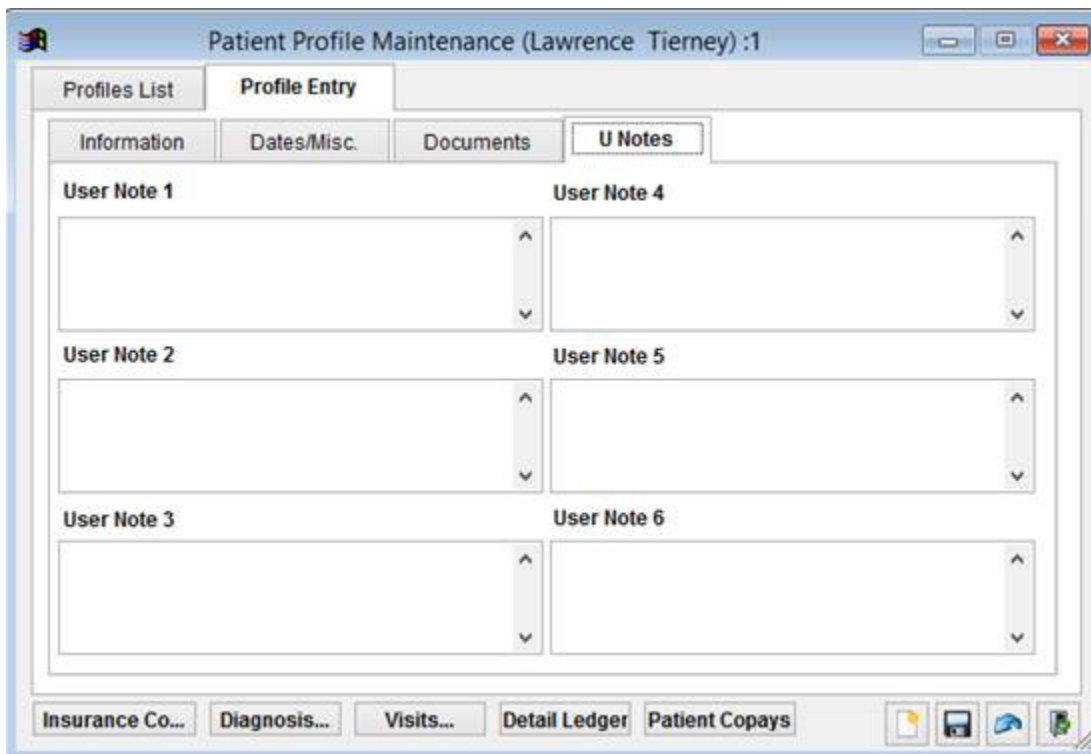 Patient Profile Maintenance (Lawrence Tierney) :1
Profiles List Profile Entry
Information Dates/Misc. Documents U Notes
User Note 1 User Note 4
User Note 2 User Note 5
User Note 3 User Note 6
Insurance Co... Diagnosis... Visits... Detail Ledger Patient Copays